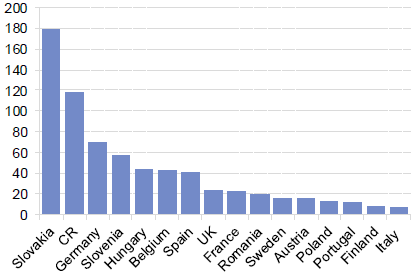 200
180
160
140
120
100
80
60
40
20
0
Slovakia
CR
Germany
Slovenia
Hungary
Belgium
Spain
UK
France
Romania
Sweden
Austria
Poland
Portugal
Finland
Italy